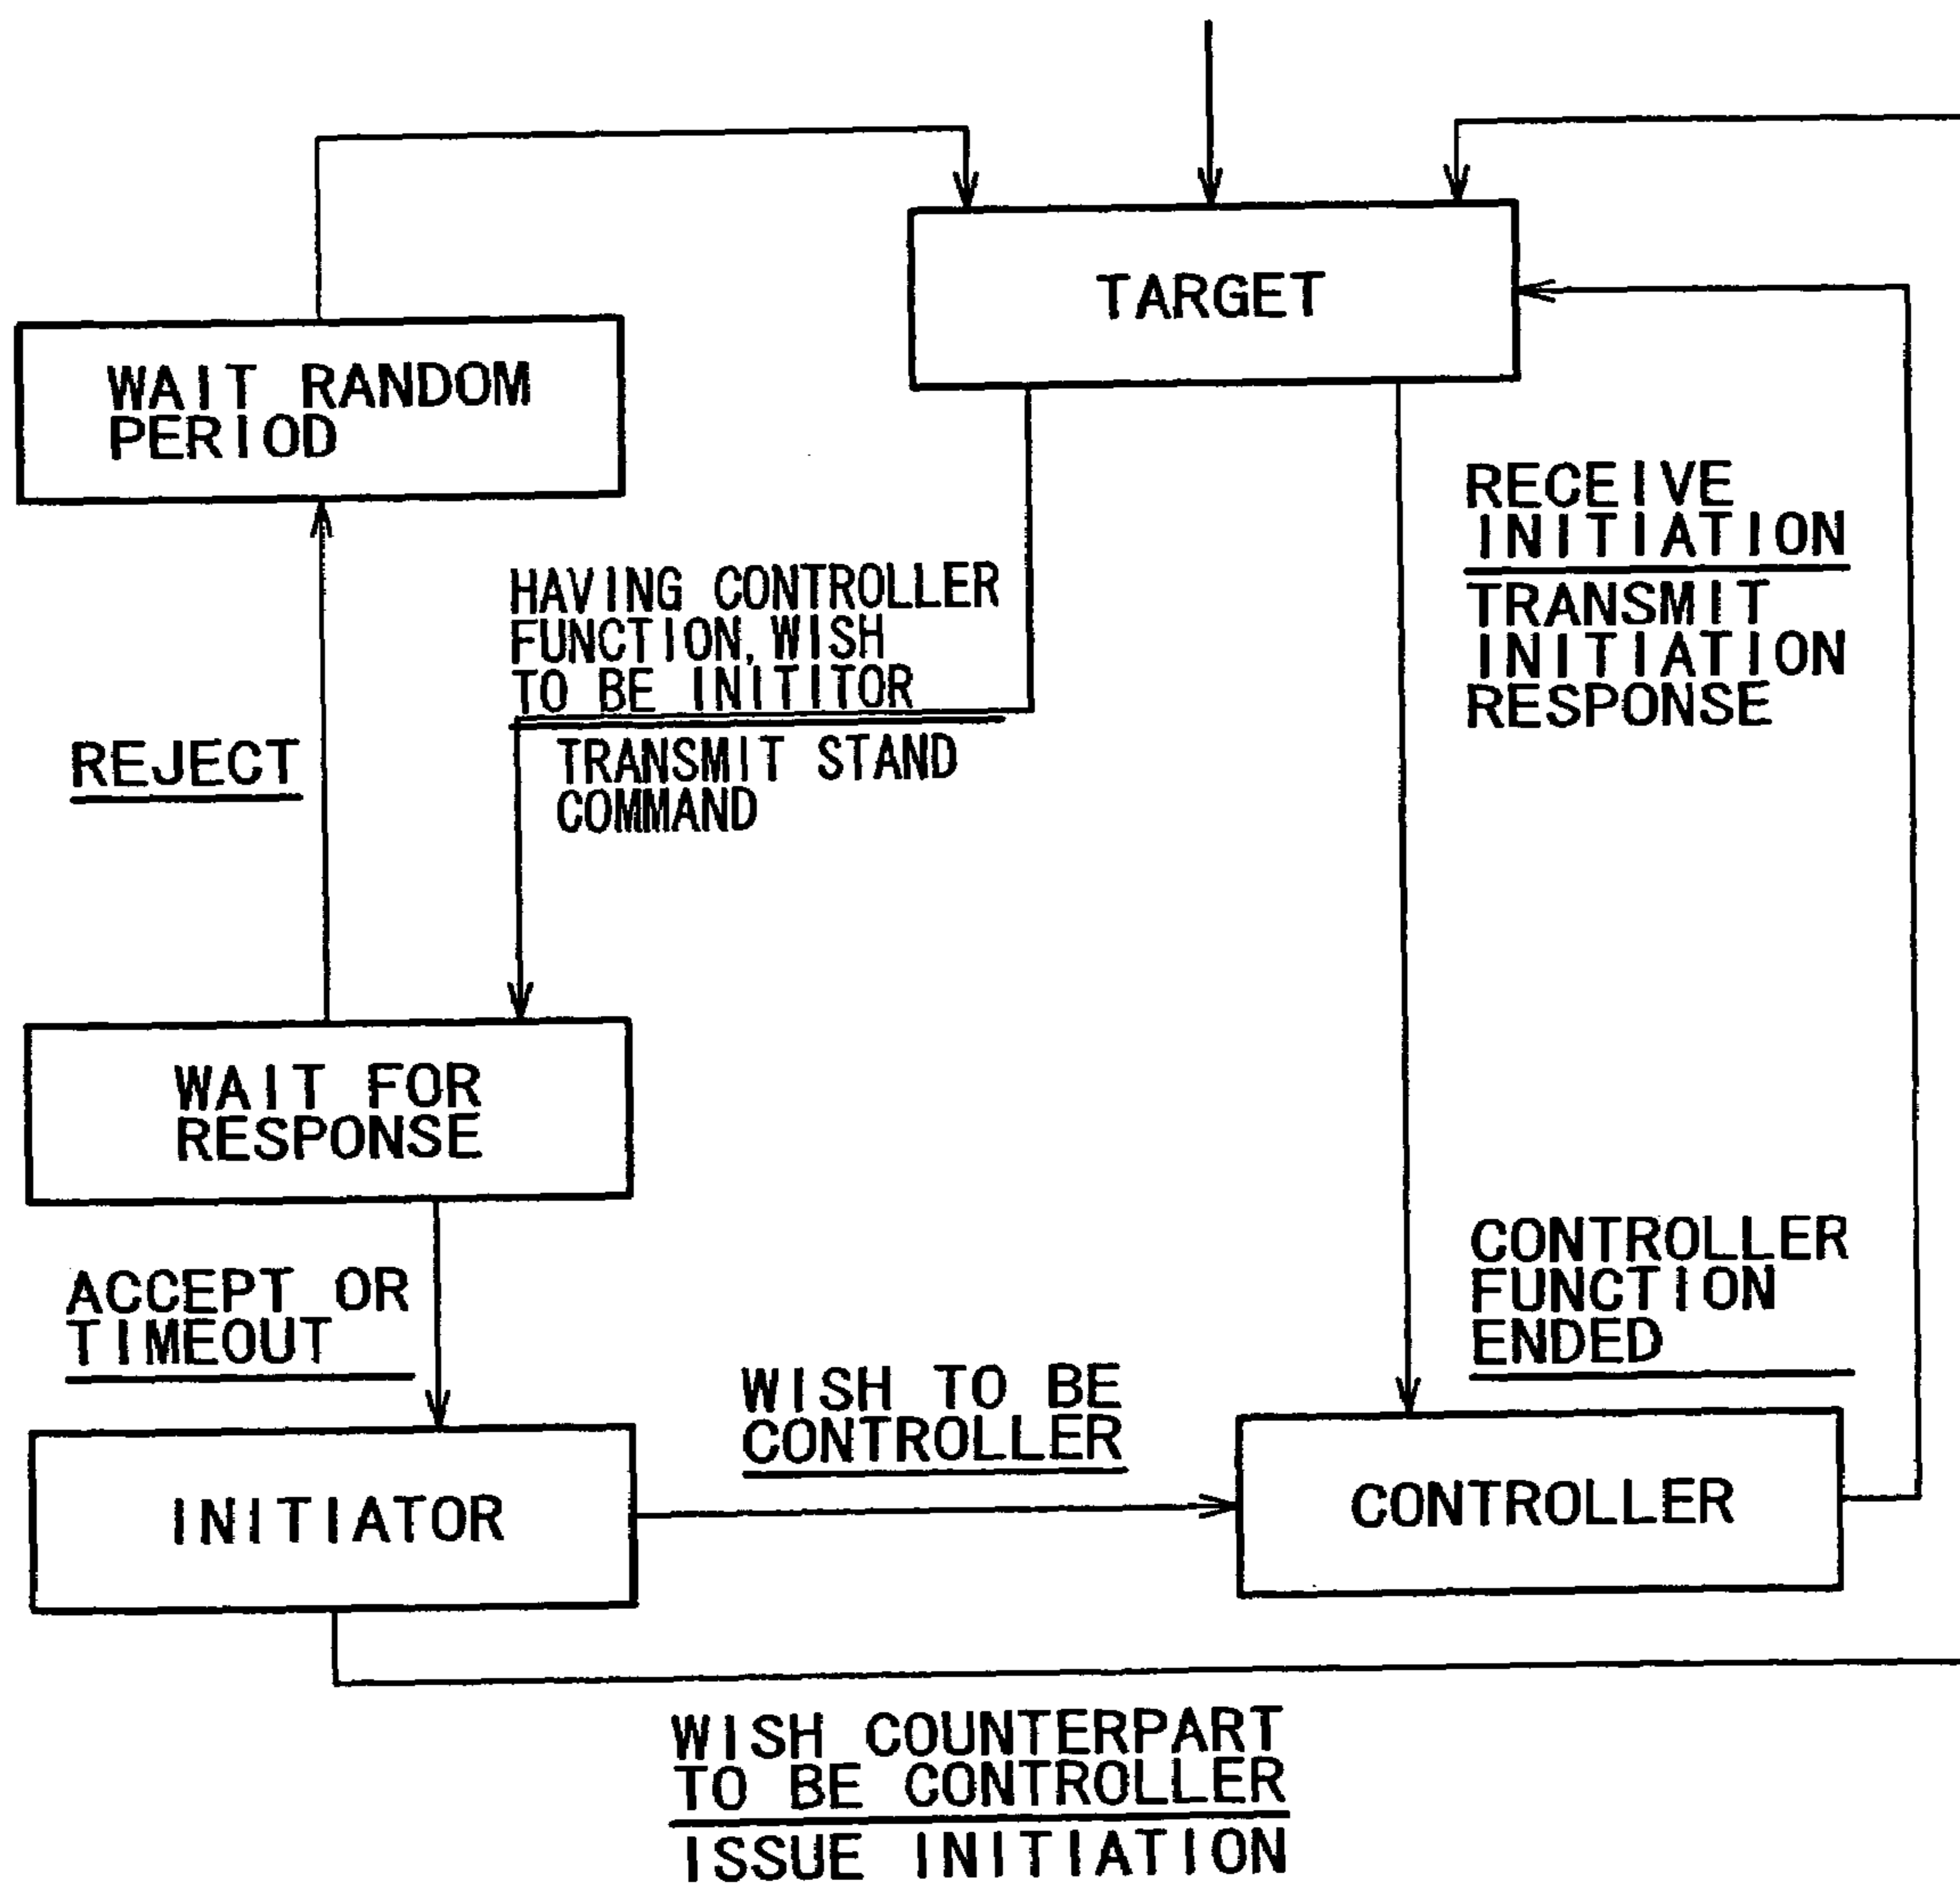 TARGET
WAIT RANDOM
PERIOD
RECEIVE
INITIATION
TRANSMIT
INITIATION
RESPONSE
HAVING CONTROLLER
FUNCTION, WISH
TO BE INITITOR
TRANSMIT STAND
COMMAND
REJECT
WAIT FOR
RESPONSE
ACCEPT OR
TIMEOUT
CONTROLLER
FUNCTION
ENDED
WISH TO BE
CONTROLLER
INITIATOR
CONTROLLER
WISH COUNTERPART
TO BE CONTROLLER
ISSUE INITIATION